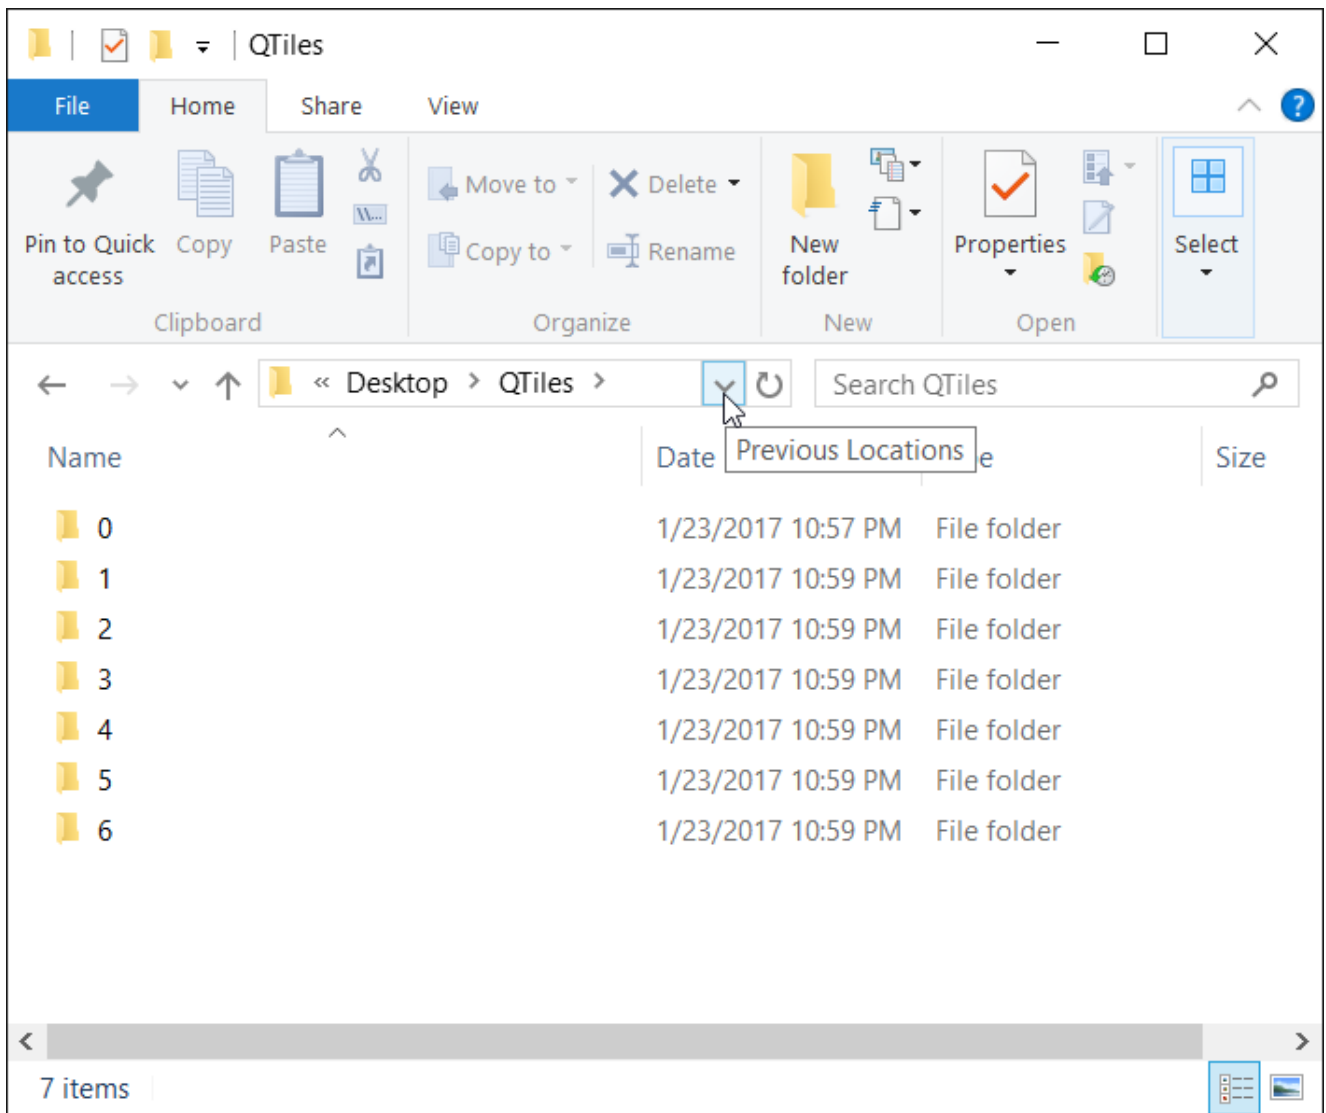 QTiles
File Home Share View
Pin to Quick access
Copy
Paste
W...
Clipboard
Move to
Copy to
Delete
Rename
Organize
New folder
New
Properties
Open
Select
« Desktop > QTiles >
Search QTiles
Name Date Size
Previous Locations
0 1/23/2017 10:57 PM File folder
1 1/23/2017 10:59 PM File folder
2 1/23/2017 10:59 PM File folder
3 1/23/2017 10:59 PM File folder
4 1/23/2017 10:59 PM File folder
5 1/23/2017 10:59 PM File folder
6 1/23/2017 10:59 PM File folder
7 items